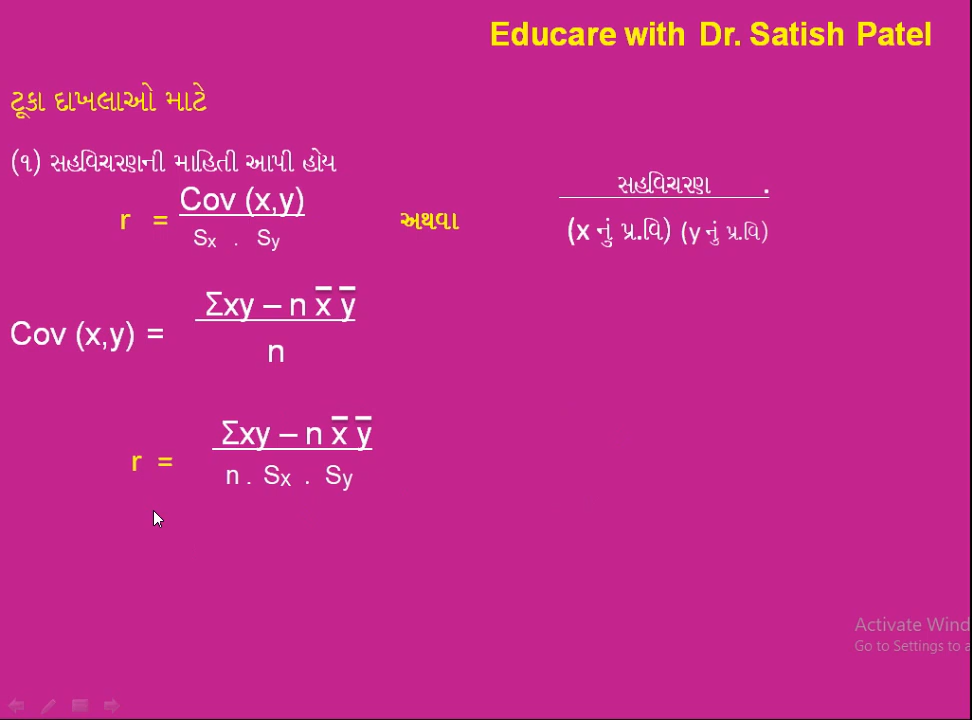 Educare with Dr. Satish Patel
ટૂકા દાખલાઓ માટે
(૧) સહવિચરણની માહિતી આપી હોય
r = Cov (x,y) / Sx . Sy અથવા સહવિચરણ . / (x નું પ્ર.વિ) (y નું પ્ર.વિ)
Cov (x,y) = Σxy – n x̅ y̅ / n
r = Σxy – n x̅ y̅ / n . Sx . Sy
Activate Wind
Go to Settings to a